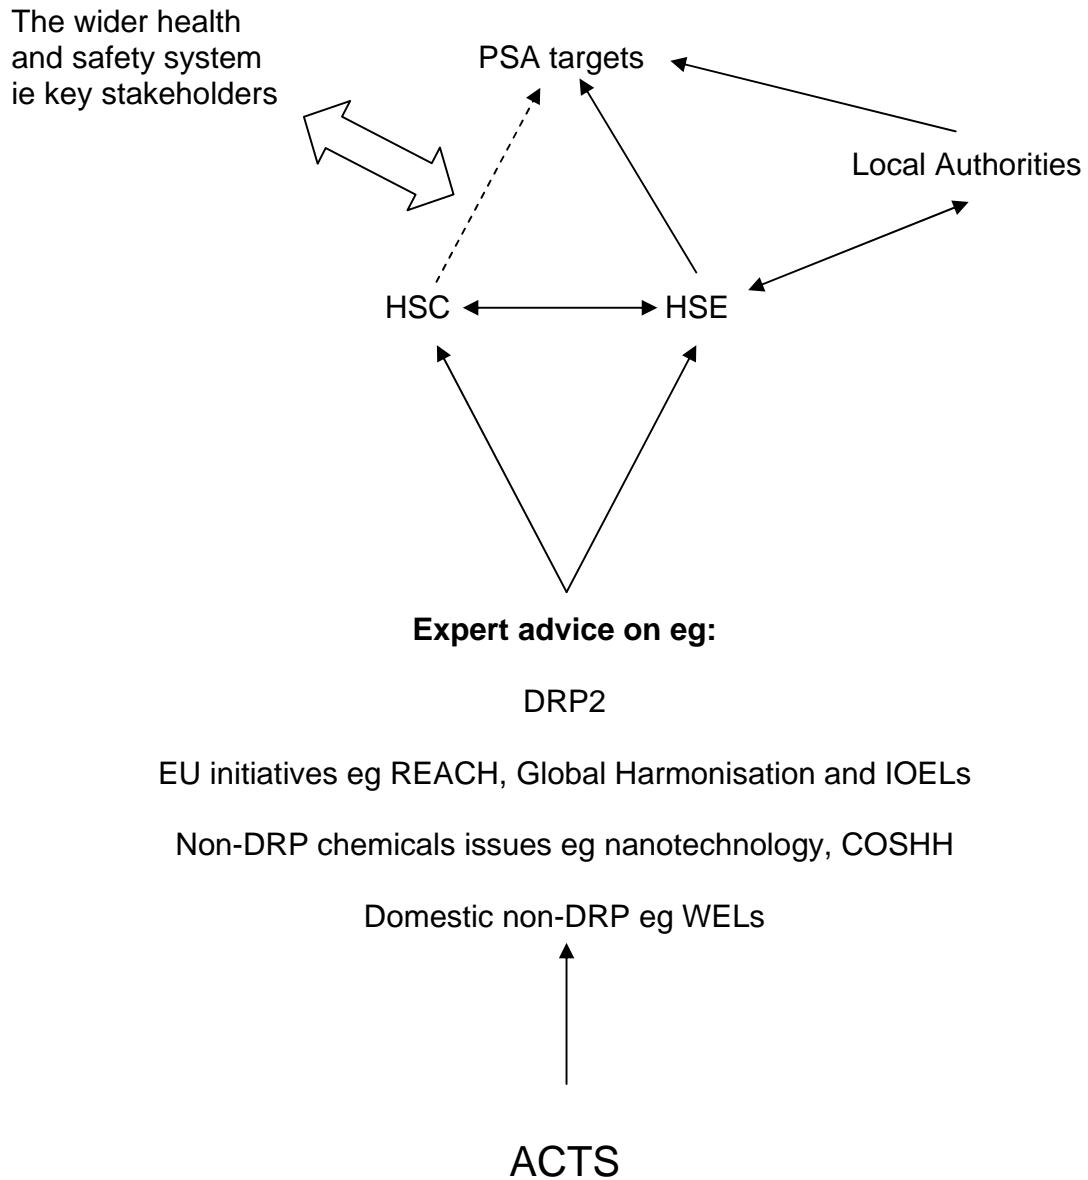 The wider health
and safety system
ie key stakeholders
PSA targets
Local Authorities
HSC
HSE
Expert advice on eg:
DRP2
EU initiatives eg REACH, Global Harmonisation and IOELs
Non-DRP chemicals issues eg nanotechnology, COSHH
Domestic non-DRP eg WELs
ACTS